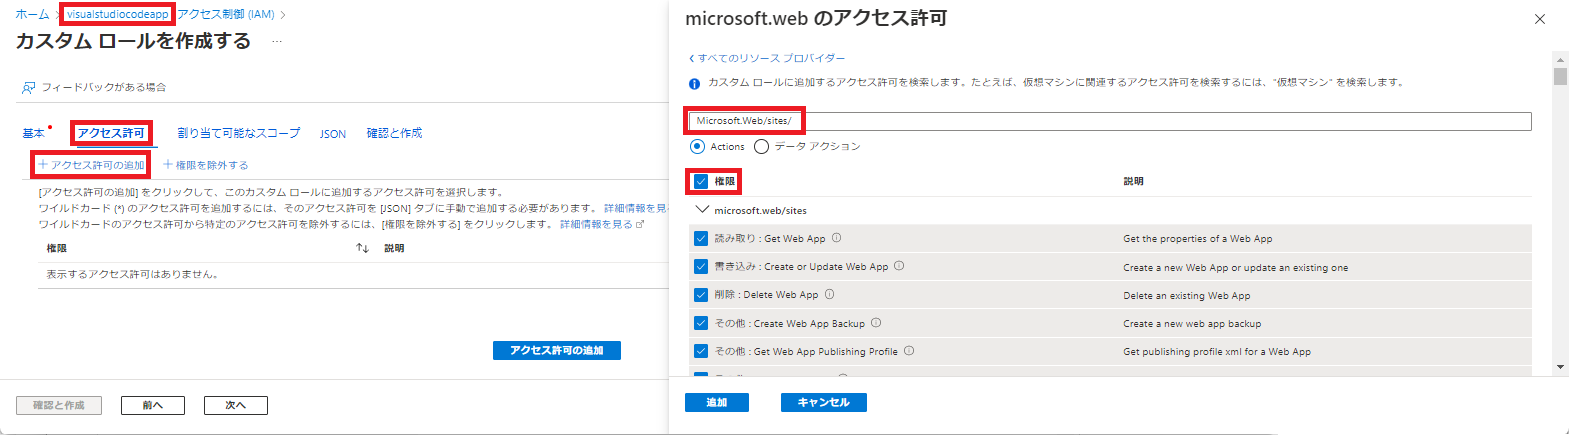 ホーム > visualstudiocodeapp アクセス制御 (IAM) >
カスタム ロールを作成する ...
フィードバックがある場合
基本 アクセス許可 割り当て可能なスコープ JSON 確認と作成
+ アクセス許可の追加 + 権限を除外する
[アクセス許可の追加] をクリックして、このカスタム ロールに追加するアクセス許可を選択します。
ワイルドカード (*) のアクセス許可を追加するには、そのアクセス許可を [JSON] タブに手動で追加する必要があります。 詳細情報を見
ワイルドカードのアクセス許可から特定のアクセス許可を除外するには、[権限を除外する] をクリックします。 詳細情報を見る
権限 ↑↓ 説明
表示するアクセス許可はありません。
アクセス許可の追加
確認と作成 前へ 次へ
microsoft.web のアクセス許可
< すべてのリソース プロバイダー
カスタム ロールに追加するアクセス許可を検索します。たとえば、仮想マシンに関連するアクセス許可を検索するには、"仮想マシン" を検索します。
Microsoft.Web/sites/
Actions データ アクション
権限 説明
microsoft.web/sites
読み取り : Get Web App Get the properties of a Web App
書き込み : Create or Update Web App Create a new Web App or update an existing one
削除 : Delete Web App Delete an existing Web App
その他 : Create Web App Backup Create a new web app backup
その他 : Get Web App Publishing Profile Get publishing profile xml for a Web App
追加 キャンセル